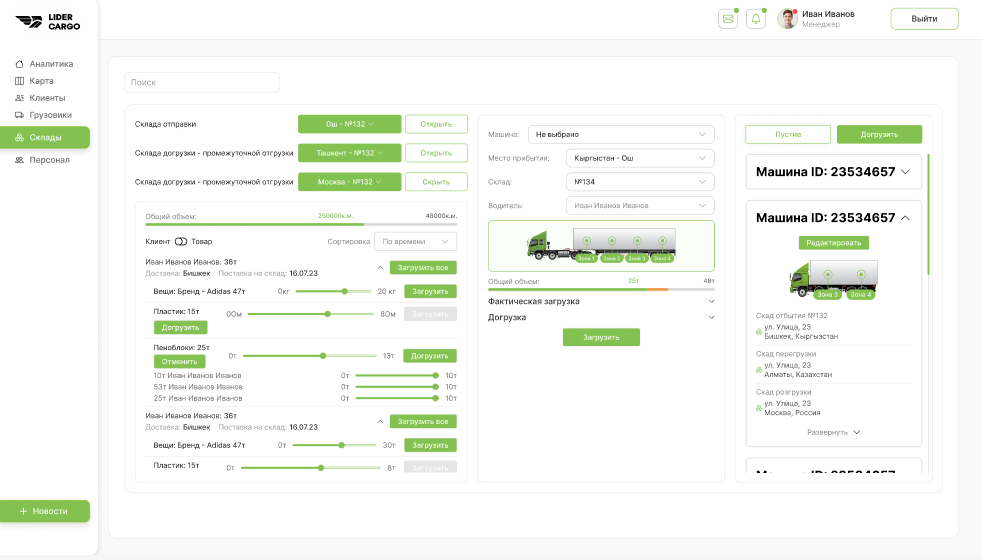 LIDER
CARGO
Иван Иванов
Менеджер
Выйти
Аналитика
Карта
Клиенты
Грузовики
Склады
Персонал
+ Новости
Поиск
Склада отправки
Ош - №132
Открыть
Склада догрузки - промежуточной отгрузки
Ташкент - №132
Открыть
Склада догрузки - промежуточной отгрузки
Москва - №132
Скрыть
Общий объем:
250000к.м.
48000к.м.
Клиент
Товар
Сортировка
По времени
Иван Иванов Иванов: 36т
Доставка: Бишкек Поставка на склад: 16.07.23
Загрузить все
Вещи: Бренд - Adidas 47т
0кг
20 кг
Загрузить
Пластик: 15т
0Ом
8Ом
Загрузить
Догрузить
Пеноблоки: 25т
0т
13т
Догрузить
Отменить
10т Иван Иванов Иванов
0т
10т
53т Иван Иванов Иванов
0т
10т
25т Иван Иванов Иванов
0т
10т
Иван Иванов Иванов: 36т
Доставка: Бишкек Поставка на склад: 16.07.23
Загрузить все
Вещи: Бренд - Adidas 47т
0т
30т
Загрузить
Пластик: 15т
0т
6т
Загрузить
Машина:
Не выбрано
Место прибытия:
Кыргыстан - Ош
Склад:
№134
Водитель:
Иван Иванов Иванов
Зона 1
Зона 2
Зона 3
Зона 4
Общий объем:
25т
48т
Фактическая загрузка
Догрузка
Загрузить
Пустие
Догрузить
Машина ID: 23534657
Машина ID: 23534657
Редактировать
Зона 3
Зона 4
Скад отбытия №132
ул. Улица, 23
Бишкек, Кыргызстан
Скад перегрузки
ул. Улица, 23
Алматы, Казахстан
Скад розгрузки
ул. Улица, 23
Москва, Россия
Развернуть